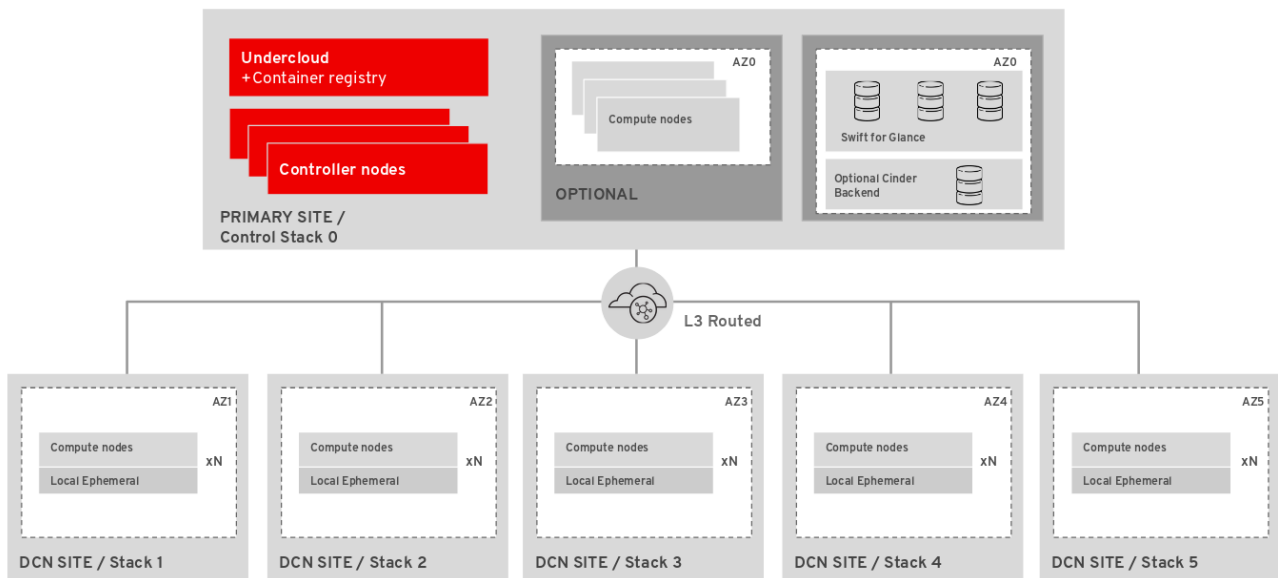 Undercloud
+Container registry
Controller nodes
PRIMARY SITE /
Control Stack 0
AZ0
Compute nodes
OPTIONAL
AZ0
Swift for Glance
Optional Cinder
Backend
L3 Routed
AZ1
Compute nodes
Local Ephemeral
xN
DCN SITE / Stack 1
AZ2
Compute nodes
Local Ephemeral
xN
DCN SITE / Stack 2
AZ3
Compute nodes
Local Ephemeral
xN
DCN SITE / Stack 3
AZ4
Compute nodes
Local Ephemeral
xN
DCN SITE / Stack 4
AZ5
Compute nodes
Local Ephemeral
xN
DCN SITE / Stack 5